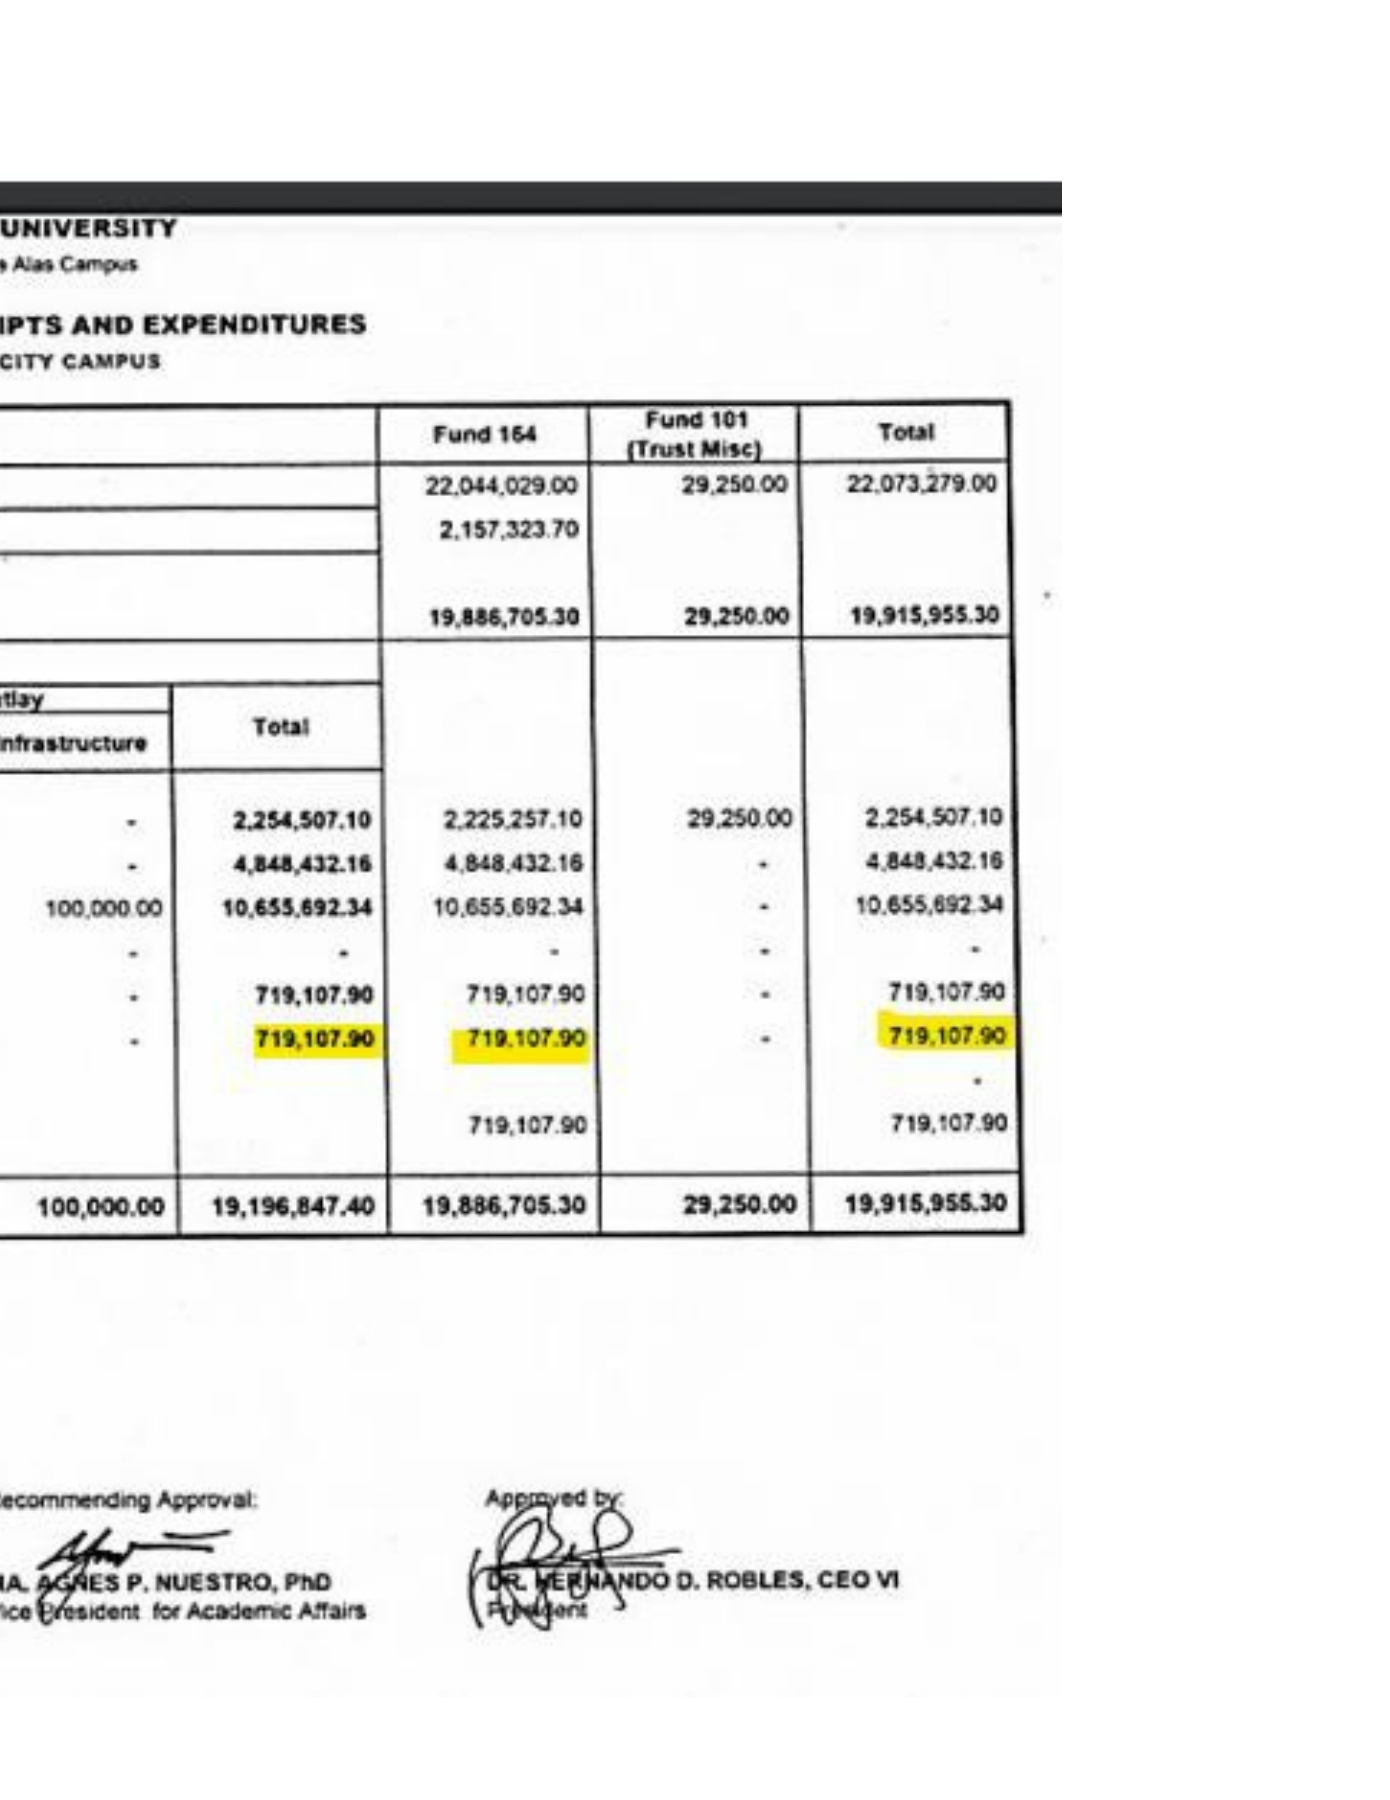 UNIVERSITY
s Alas Campus
IPTS AND EXPENDITURES
CITY CAMPUS
Fund 164 Fund 101 (Trust Misc) Total
22,044,029.00 29,250.00 22,073,279.00
2,157,323.70
19,886,705.30 29,250.00 19,915,955.30
tlay
nfrastructure Total
- 2,254,507.10 2,225,257.10 29,250.00 2,254,507.10
- 4,848,432.16 4,848,432.16 - 4,848,432.16
100,000.00 10,655,692.34 10,655,692.34 - 10,655,692.34
- - - - -
- 719,107.90 719,107.90 - 719,107.90
- 719,107.90 719,107.90 - 719,107.90
-
719,107.90 719,107.90
100,000.00 19,196,847.40 19,886,705.30 29,250.00 19,915,955.30
ecommending Approval: Approved by:
IA. AGNES P. NUESTRO, PhD DR. HERNANDO D. ROBLES, CEO VI
ice President for Academic Affairs President